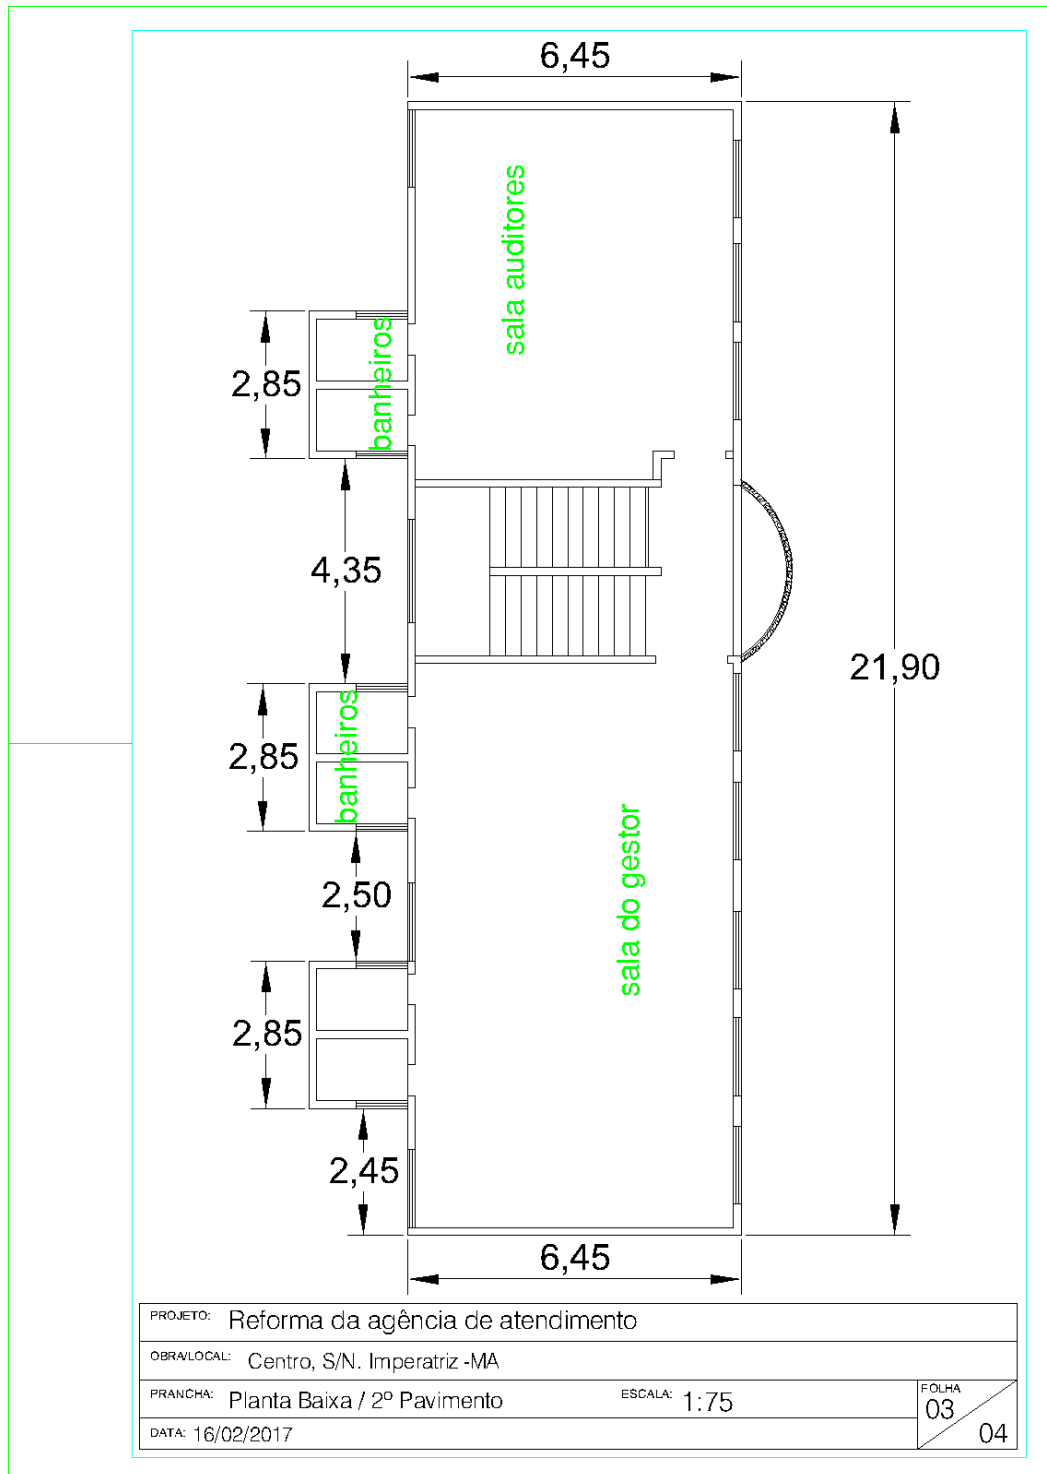 6,45
sala auditores
banheiros
2,85
4,35
21,90
banheiros
2,85
sala do gestor
2,50
2,85
2,45
6,45
PROJETO: Reforma da agência de atendimento
OBRA/LOCAL: Centro, S/N. Imperatriz -MA
PRANCHA: Planta Baixa / 2º Pavimento ESCALA: 1:75
FOLHA
03
04
DATA: 16/02/2017